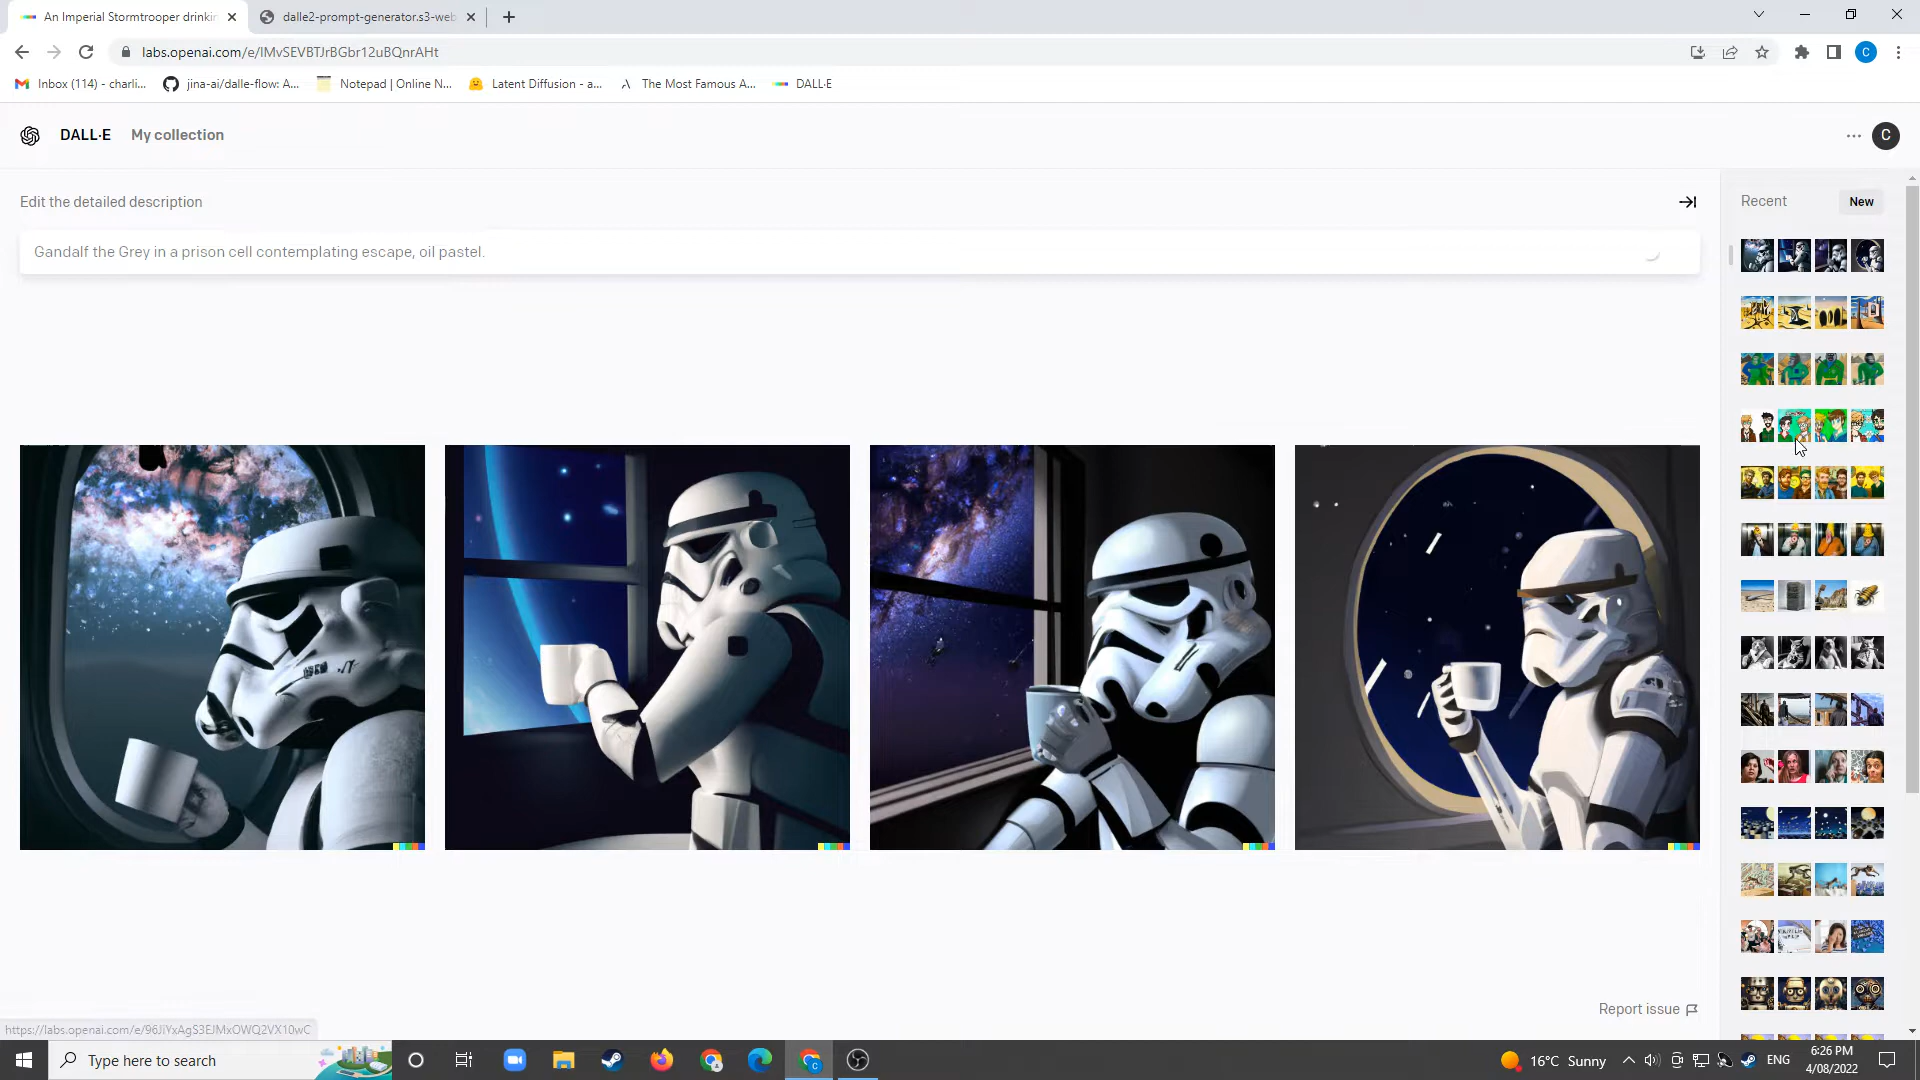 An Imperial Stormtrooper drinkin
dalle2-prompt-generator.s3-web
labs.openai.com/e/lMvSEVBTJrBGbr12uBQnrAHt
C
Inbox (114) - charli...
jina-ai/dalle-flow: A...
Notepad | Online N...
Latent Diffusion - a...
The Most Famous A...
DALL·E
DALL·E
My collection
C
Edit the detailed description
Recent
New
Gandalf the Grey in a prison cell contemplating escape, oil pastel.
Report issue
https://labs.openai.com/e/96JiYxAgS3EJMxOWQ2VX10wC
Type here to search
16°C Sunny
ENG
6:26 PM
4/08/2022